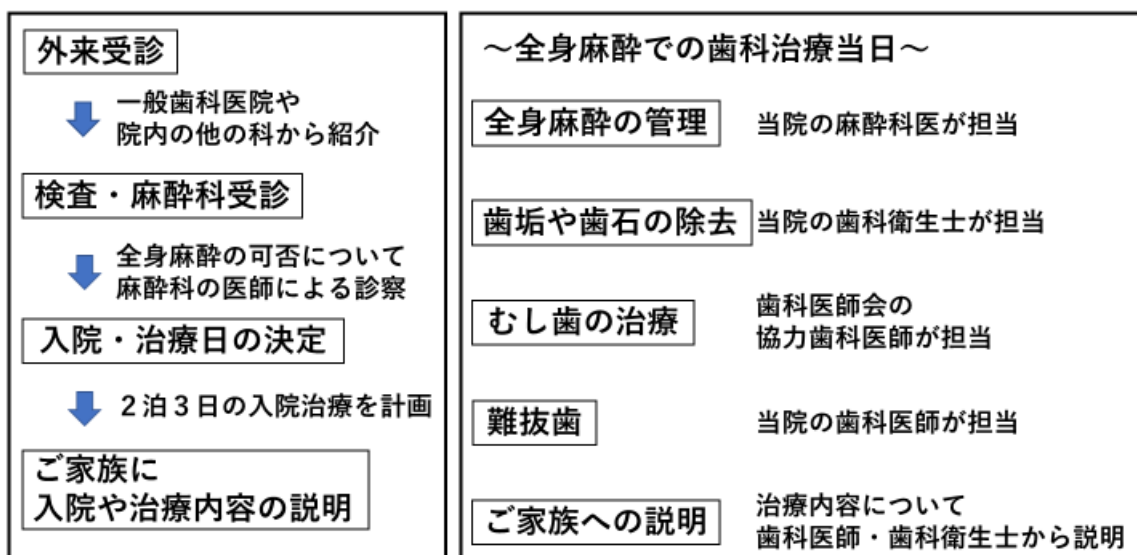 外来受診
一般歯科医院や
院内の他の科から紹介
検査・麻酔科受診
全身麻酔の可否について
麻酔科の医師による診察
入院・治療日の決定
２泊３日の入院治療を計画
ご家族に
入院や治療内容の説明
～全身麻酔での歯科治療当日～
全身麻酔の管理 当院の麻酔科医が担当
歯垢や歯石の除去 当院の歯科衛生士が担当
むし歯の治療 歯科医師会の
協力歯科医師が担当
難抜歯 当院の歯科医師が担当
ご家族への説明 治療内容について
歯科医師・歯科衛生士から説明